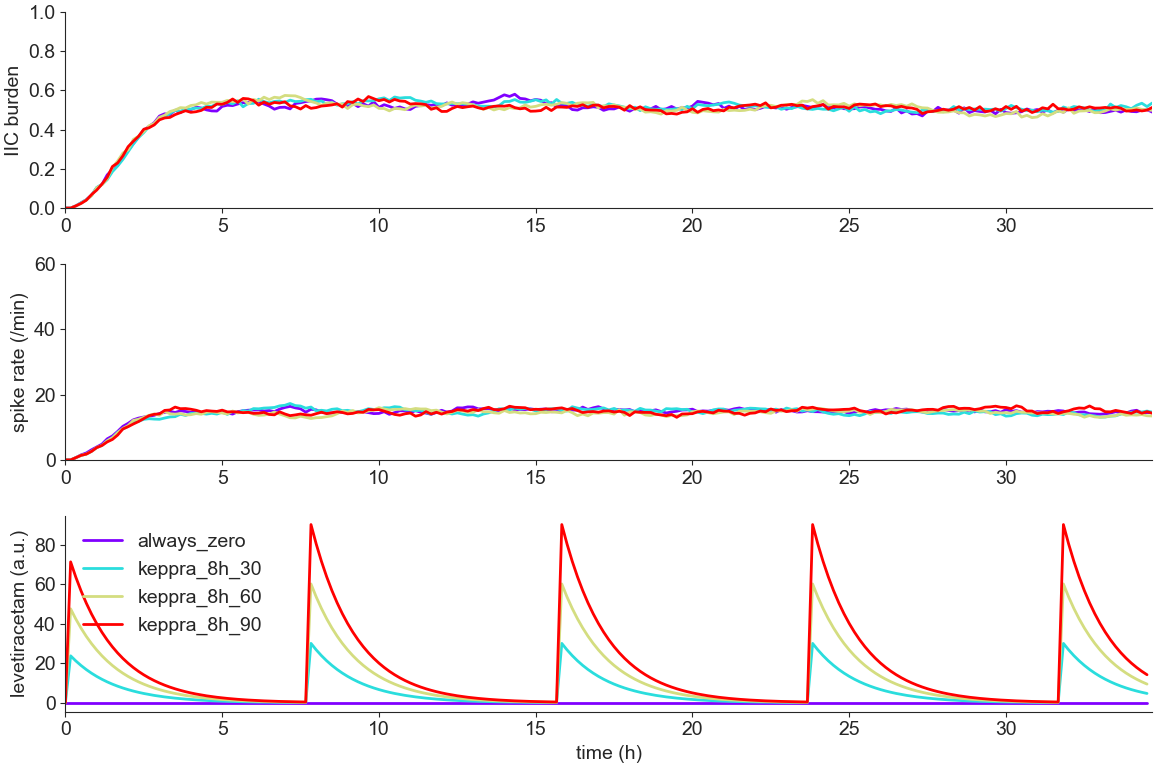 IIC burden
1.0
0.8
0.6
0.4
0.2
0.0
0 5 10 15 20 25 30
spike rate (/min)
60
40
20
0
0 5 10 15 20 25 30
levetiracetam (a.u.)
80
60
40
20
0
always_zero
keppra_8h_30
keppra_8h_60
keppra_8h_90
0 5 10 15 20 25 30
time (h)